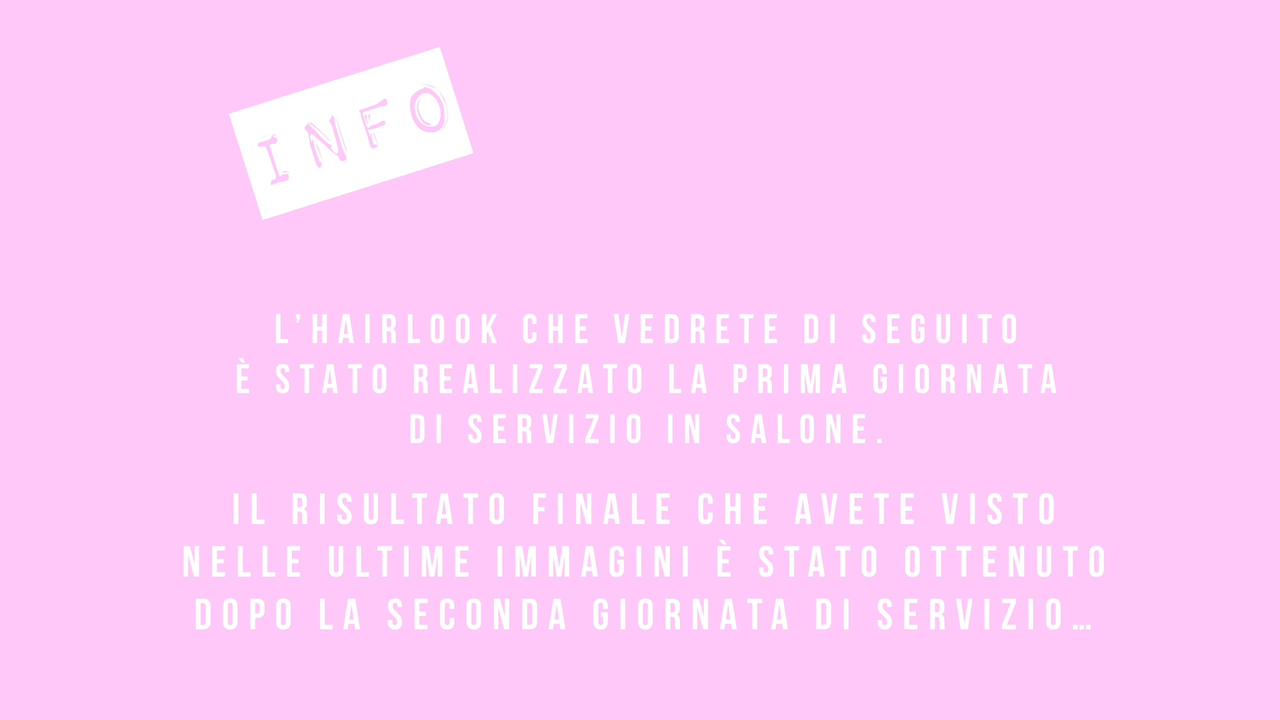 INFO
L'HAIRLOOK CHE VEDRETE DI SEGUITO
È STATO REALIZZATO LA PRIMA GIORNATA
DI SERVIZIO IN SALONE.
IL RISULTATO FINALE CHE AVETE VISTO
NELLE ULTIME IMMAGINI È STATO OTTENUTO
DOPO LA SECONDA GIORNATA DI SERVIZIO…